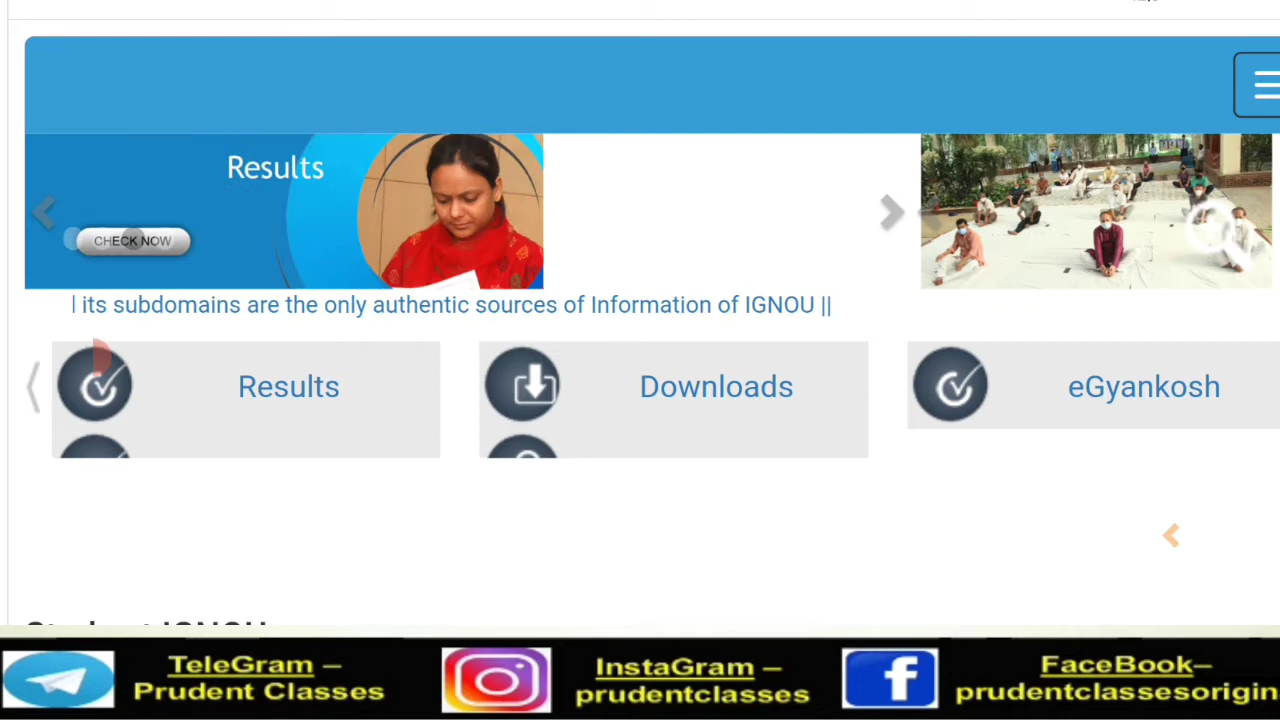 Results
CHECK NOW
its subdomains are the only authentic sources of Information of IGNOU ||
Results
Downloads
eGyankosh
TeleGram –
Prudent Classes
InstaGram –
prudentclasses
FaceBook–
prudentclassesorigin